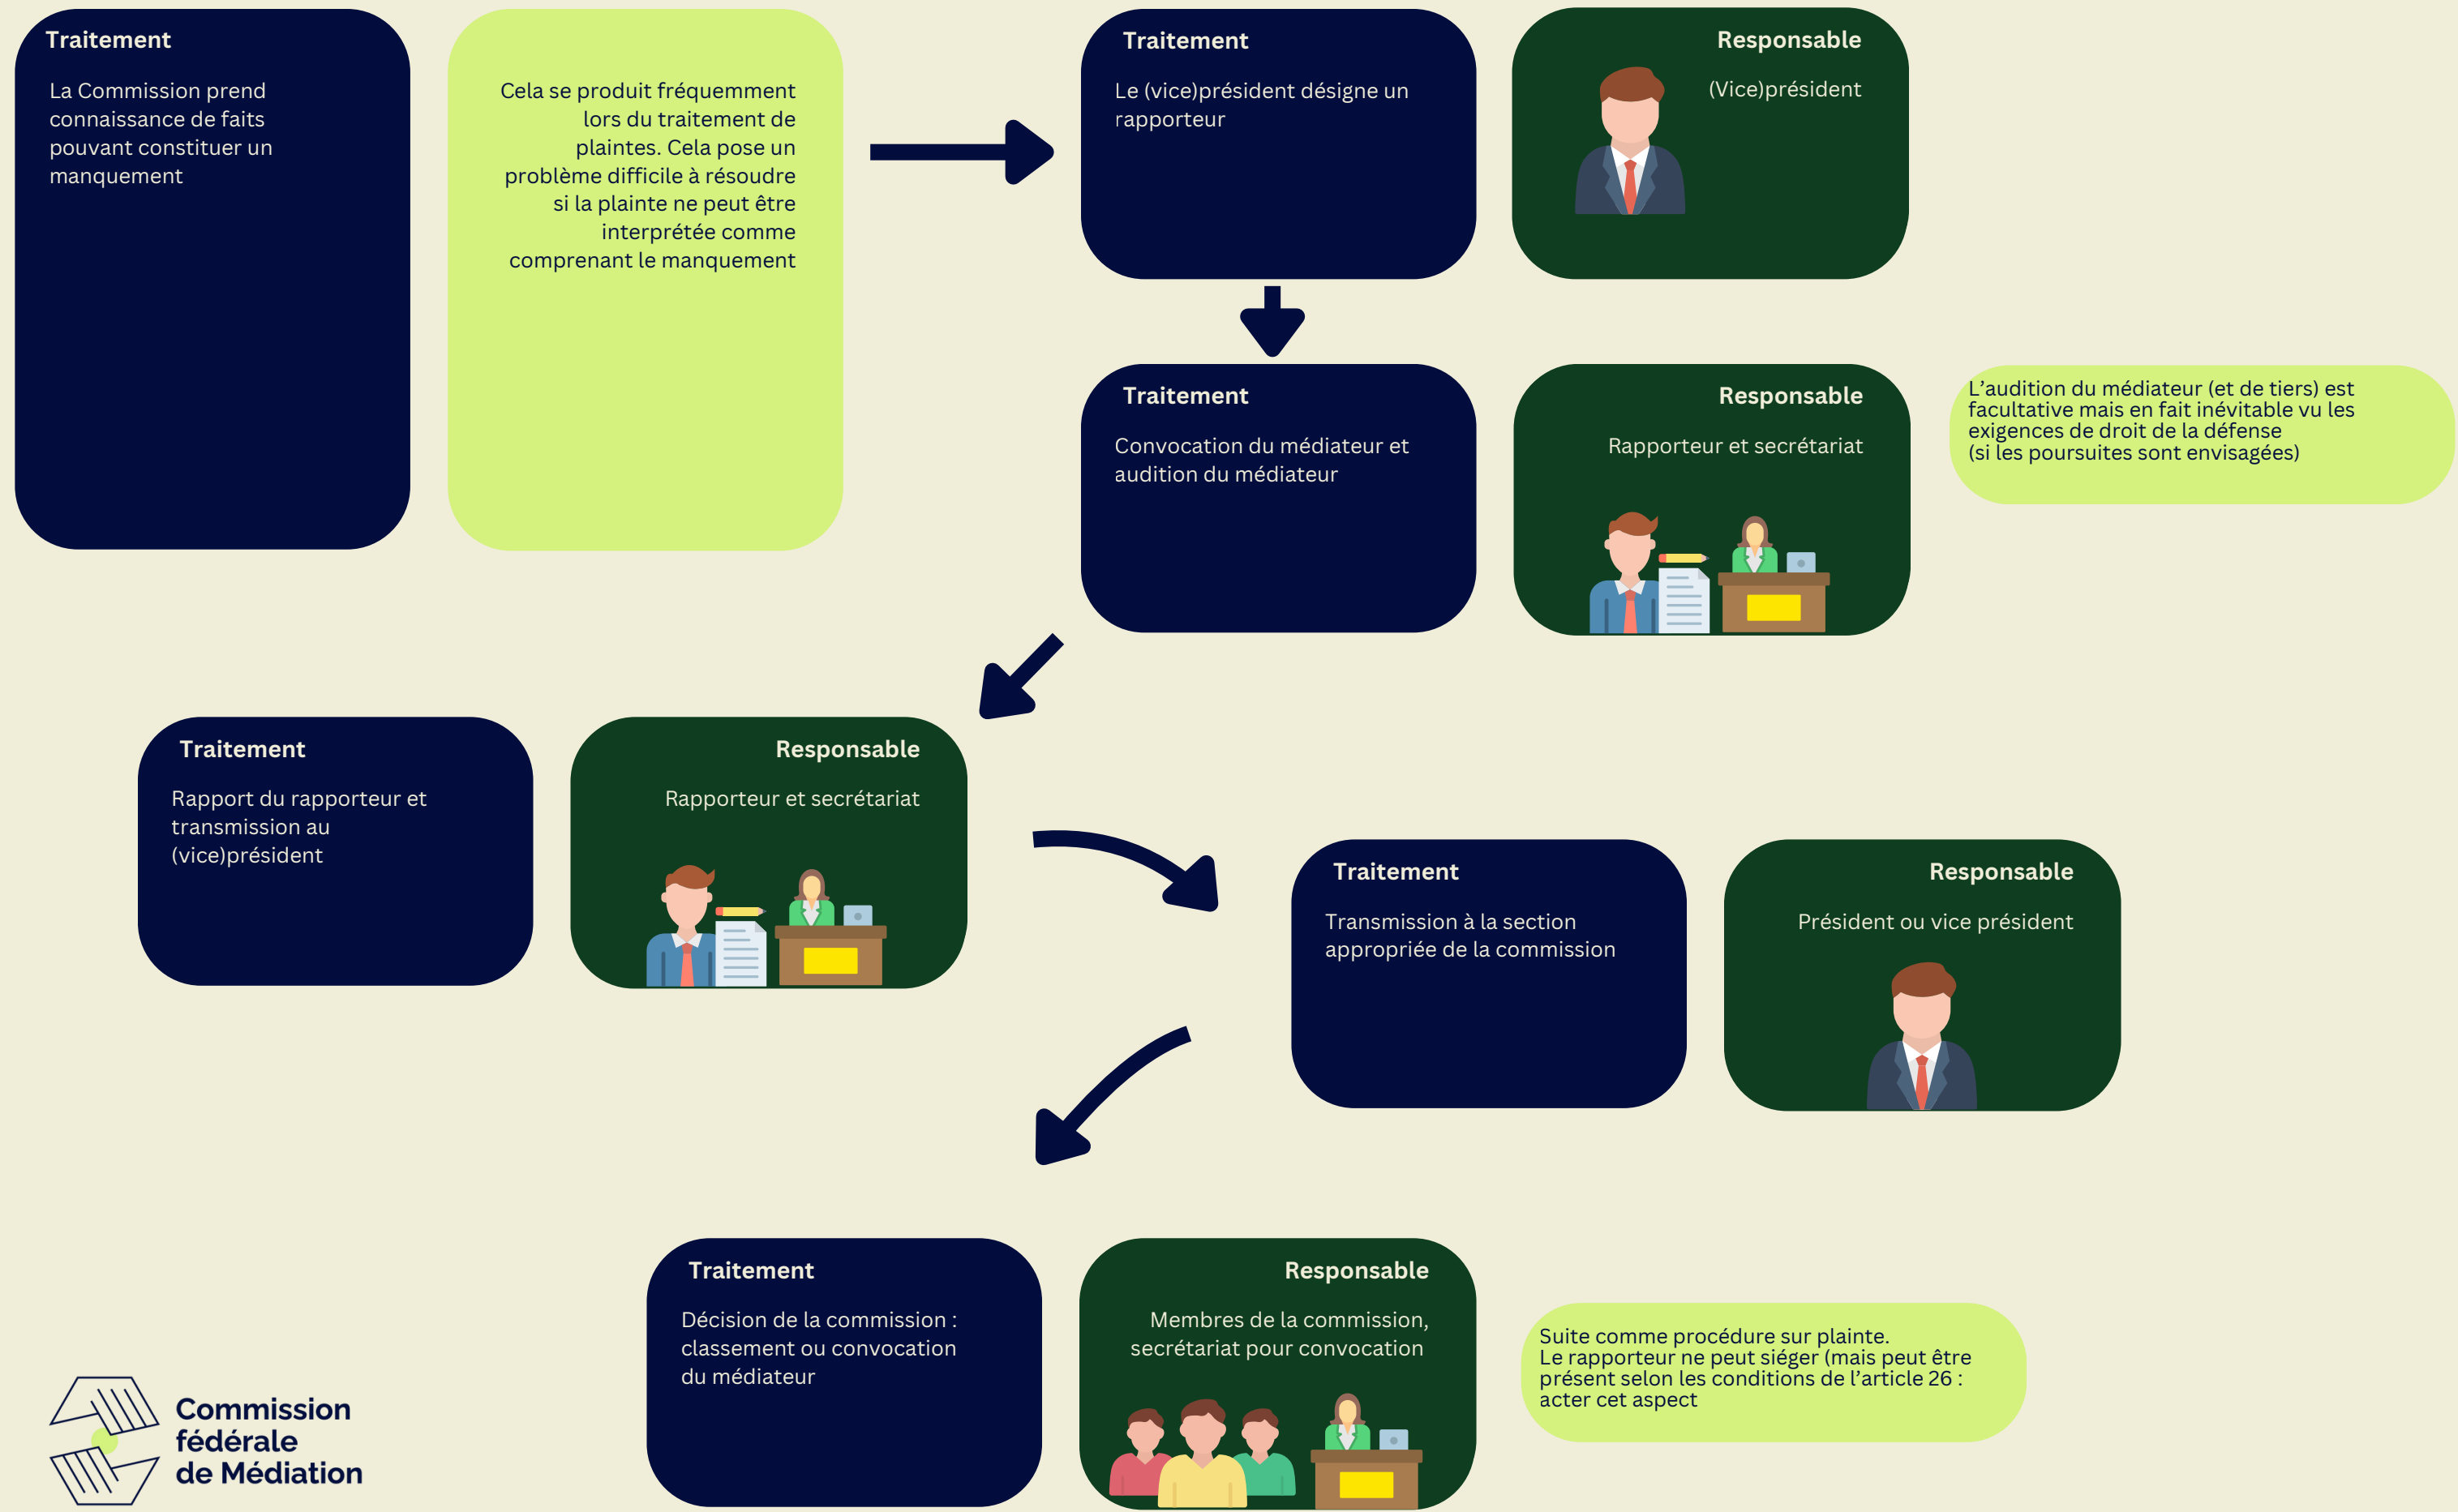 Traitement
La Commission prend
connaissance de faits
pouvant constituer un
manquement
Cela se produit fréquemment
lors du traitement de
plaintes. Cela pose un
problème difficile à résoudre
si la plainte ne peut être
interprétée comme
comprenant le manquement
Traitement
Le (vice)président désigne un
rapporteur
Responsable
(Vice)président
Traitement
Convocation du médiateur et
audition du médiateur
Responsable
Rapporteur et secrétariat
L’audition du médiateur (et de tiers) est
facultative mais en fait inévitable vu les
exigences de droit de la défense
(si les poursuites sont envisagées)
Traitement
Rapport du rapporteur et
transmission au
(vice)président
Responsable
Rapporteur et secrétariat
Traitement
Transmission à la section
appropriée de la commission
Responsable
Président ou vice président
Traitement
Décision de la commission :
classement ou convocation
du médiateur
Responsable
Membres de la commission,
secrétariat pour convocation
Suite comme procédure sur plainte.
Le rapporteur ne peut siéger (mais peut être
présent selon les conditions de l’article 26 :
acter cet aspect
Commission
fédérale
de Médiation